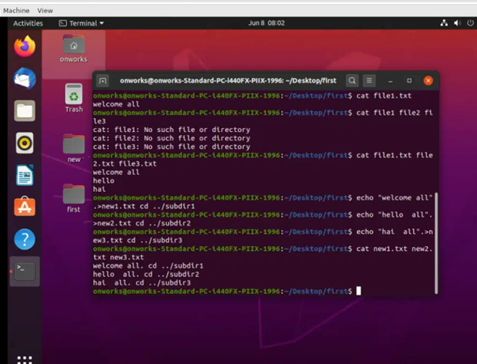 Machine View
Activities Terminal Jun 8 08:02
onworks
Trash
new
first
onworks@onworks-Standard-PC-i440FX-PIIX-1996: ~/Desktop/first
onworks@onworks-Standard-PC-i440FX-PIIX-1996:~/Desktop/first$ cat file1.txt
welcome all
onworks@onworks-Standard-PC-i440FX-PIIX-1996:~/Desktop/first$ cat file1 file2 fi
le3
cat: file1: No such file or directory
cat: file2: No such file or directory
cat: file3: No such file or directory
onworks@onworks-Standard-PC-i440FX-PIIX-1996:~/Desktop/first$ cat file1.txt file
2.txt file3.txt
welcome all
hello
hai
onworks@onworks-Standard-PC-i440FX-PIIX-1996:~/Desktop/first$ echo "welcome all"
.>new1.txt cd ../subdir1
onworks@onworks-Standard-PC-i440FX-PIIX-1996:~/Desktop/first$ echo "hello  all".
>new2.txt cd ../subdir2
onworks@onworks-Standard-PC-i440FX-PIIX-1996:~/Desktop/first$ echo "hai  all".>n
ew3.txt cd ../subdir3
onworks@onworks-Standard-PC-i440FX-PIIX-1996:~/Desktop/first$ cat new1.txt new2.
txt new3.txt
welcome all. cd ../subdir1
hello  all. cd ../subdir2
hai  all. cd ../subdir3
onworks@onworks-Standard-PC-i440FX-PIIX-1996:~/Desktop/first$